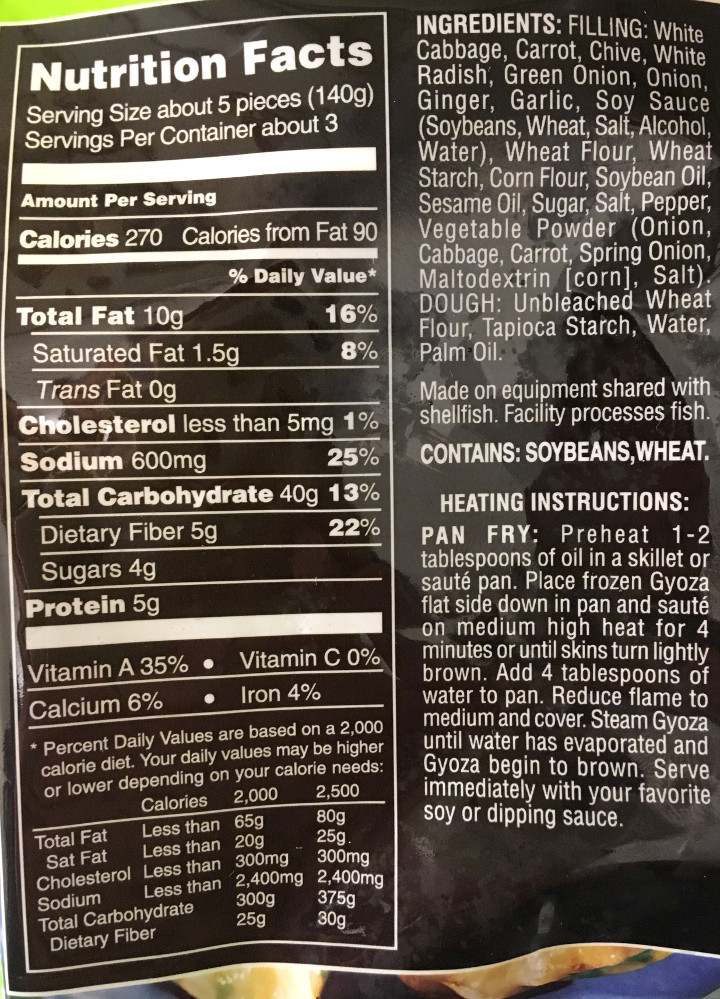 Nutrition Facts
Serving Size about 5 pieces (140g)
Servings Per Container about 3
Amount Per Serving
Calories 270 Calories from Fat 90
% Daily Value*
Total Fat 10g 16%
Saturated Fat 1.5g 8%
Trans Fat 0g
Cholesterol less than 5mg 1%
Sodium 600mg 25%
Total Carbohydrate 40g 13%
Dietary Fiber 5g 22%
Sugars 4g
Protein 5g
Vitamin A 35% • Vitamin C 0%
Calcium 6% • Iron 4%
* Percent Daily Values are based on a 2,000
calorie diet. Your daily values may be higher
or lower depending on your calorie needs:
Calories 2,000 2,500
Total Fat Less than 65g 80g
Sat Fat Less than 20g 25g
Cholesterol Less than 300mg 300mg
Sodium Less than 2,400mg 2,400mg
Total Carbohydrate 300g 375g
Dietary Fiber 25g 30g
INGREDIENTS: FILLING: White
Cabbage, Carrot, Chive, White
Radish, Green Onion, Onion,
Ginger, Garlic, Soy Sauce
(Soybeans, Wheat, Salt, Alcohol,
Water), Wheat Flour, Wheat
Starch, Corn Flour, Soybean Oil,
Sesame Oil, Sugar, Salt, Pepper,
Vegetable Powder (Onion,
Cabbage, Carrot, Spring Onion,
Maltodextrin [corn], Salt).
DOUGH: Unbleached Wheat
Flour, Tapioca Starch, Water,
Palm Oil.
Made on equipment shared with
shellfish. Facility processes fish.
CONTAINS: SOYBEANS,WHEAT.
HEATING INSTRUCTIONS:
PAN FRY: Preheat 1-2
tablespoons of oil in a skillet or
sauté pan. Place frozen Gyoza
flat side down in pan and sauté
on medium high heat for 4
minutes or until skins turn lightly
brown. Add 4 tablespoons of
water to pan. Reduce flame to
medium and cover. Steam Gyoza
until water has evaporated and
Gyoza begin to brown. Serve
immediately with your favorite
soy or dipping sauce.